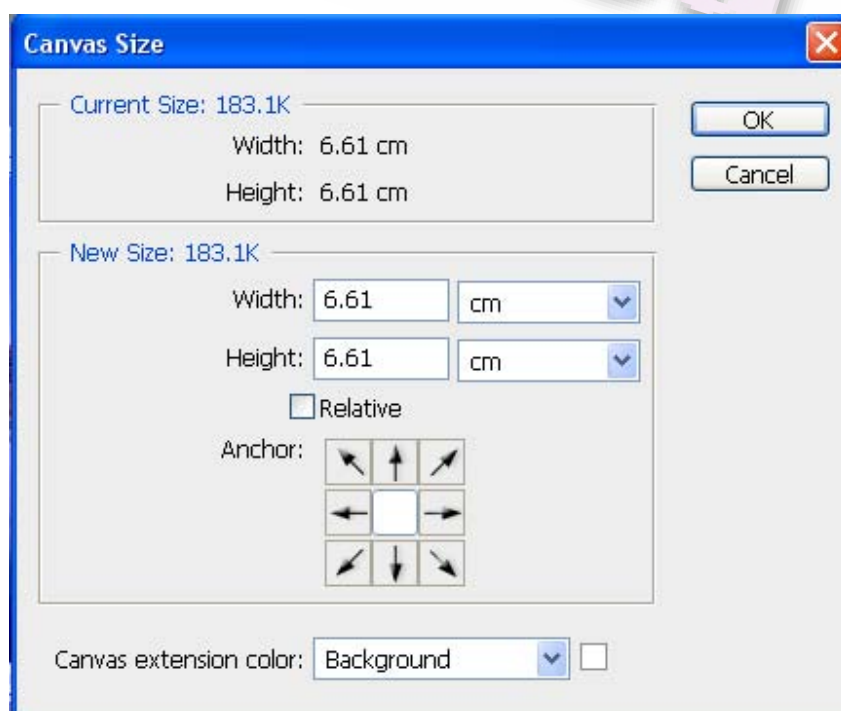 Canvas Size
Current Size: 183.1K
OK
Width: 6.61 cm
Cancel
Height: 6.61 cm
New Size: 183.1K
Width: 6.61 cm
Height: 6.61 cm
Relative
Anchor:
Canvas extension color: Background